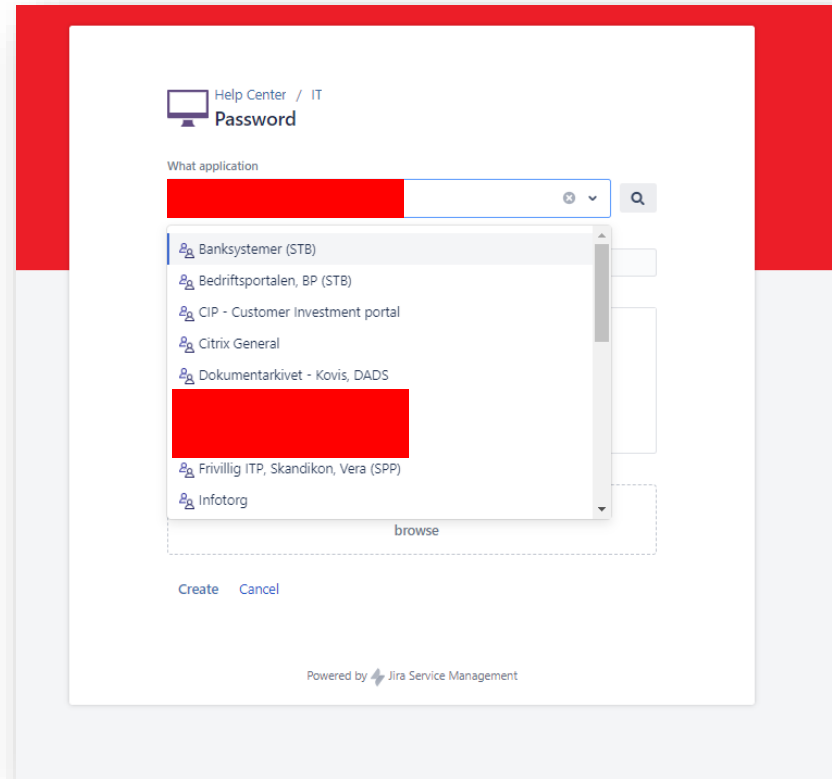 Help Center / IT
Password
What application
Banksystemer (STB)
Bedriftsportalen, BP (STB)
CIP - Customer Investment portal
Citrix General
Dokumentarkivet - Kovis, DADS
Frivillig ITP, Skandikon, Vera (SPP)
Infotorg
browse
Create Cancel
Powered by Jira Service Management